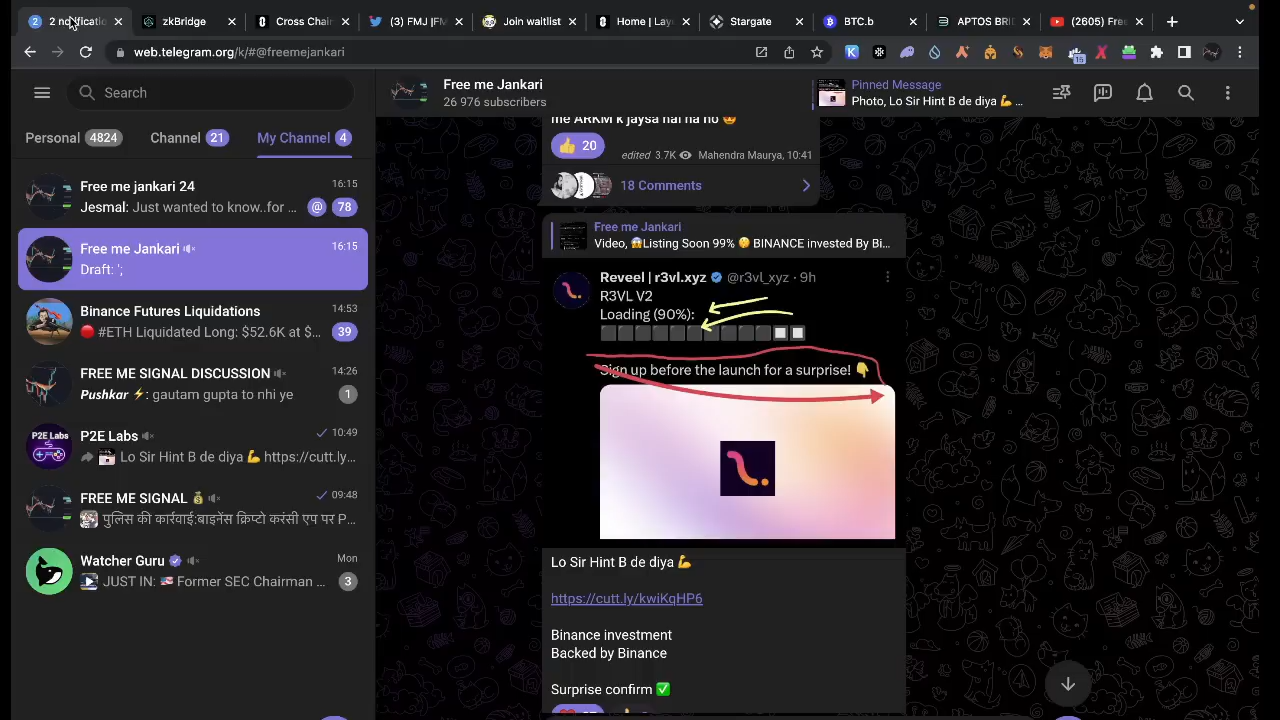 2 notificatio
zkBridge
Cross Chai
(3) FMJ |FM
Join waitlist
Home | Lay
Stargate
BTC.b
APTOS BRI
(2605) Fre
web.telegram.org/k/#@freemejankari
15
Search
Personal 4824
Channel 21
My Channel 4
Free me jankari 24 16:15
Jesmal: Just wanted to know..for ... @ 78
Free me Jankari 16:15
Draft: ';
Binance Futures Liquidations 14:53
#ETH Liquidated Long: $52.6K at $... 39
FREE ME SIGNAL DISCUSSION 14:26
Pushkar ⚡: gautam gupta to nhi ye 1
P2E LABS
P2E Labs 10:49
Lo Sir Hint B de diya 💪 https://cutt.ly...
FREE ME SIGNAL 💰 09:48
पुलिस की कार्रवाई:बाइनेंस क्रिप्टो करंसी एप पर P...
Watcher Guru Mon
JUST IN: 🇺🇸 Former SEC Chairman ... 3
Free me Jankari
26 976 subscribers
Pinned Message
Photo, Lo Sir Hint B de diya 💪 ...
me ARKM k jaysa hai na ho 🤩
👍 20
edited 3.7K Mahendra Maurya, 10:41
18 Comments
Free me Jankari
Video, 😱Listing Soon 99% 🤔 BINANCE invested By Bi...
Reveel | r3vl.xyz @r3vl_xyz · 9h
R3VL V2
Loading (90%):
Sign up before the launch for a surprise! 👇
Lo Sir Hint B de diya 💪
https://cutt.ly/kwiKqHP6
Binance investment
Backed by Binance
Surprise confirm ✅